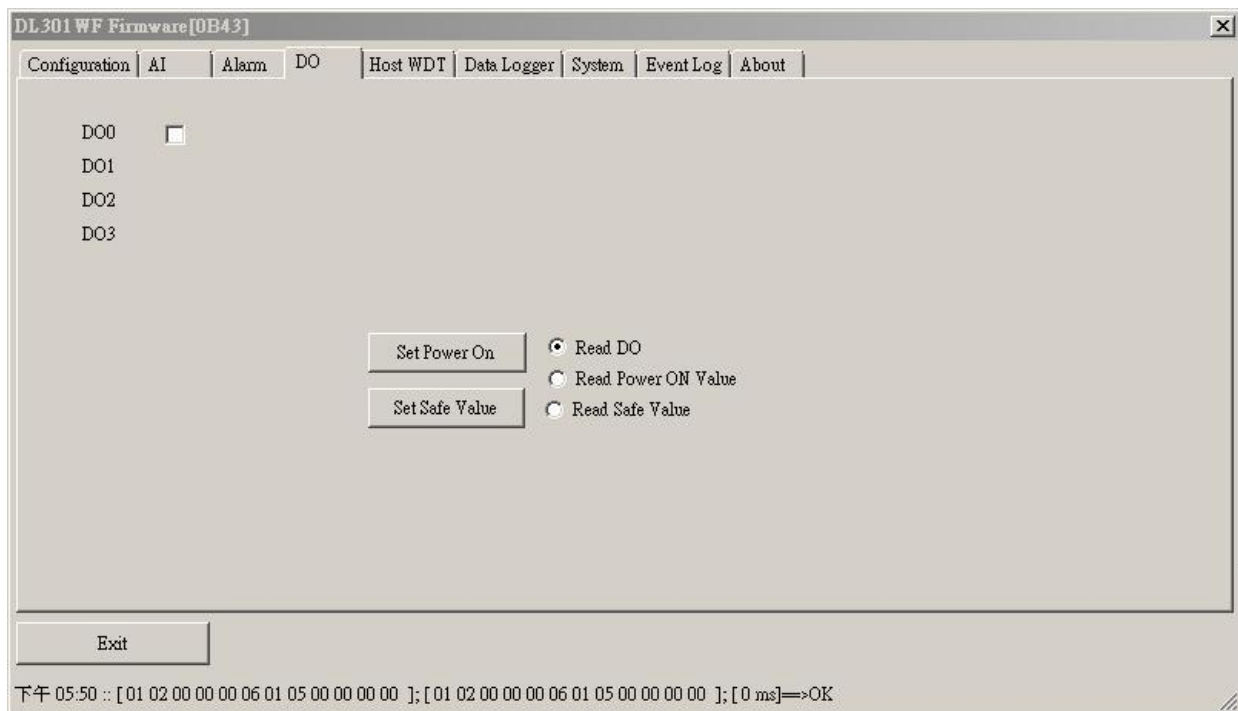 DL301WF Firmware[0B43]
Configuration AI Alarm DO Host WDT Data Logger System Event Log About
DO0
DO1
DO2
DO3
Set Power On Read DO
Read Power ON Value
Set Safe Value Read Safe Value
Exit
下午 05:50 :: [ 01 02 00 00 00 06 01 05 00 00 00 00 ]; [ 01 02 00 00 00 06 01 05 00 00 00 00 ]; [ 0 ms]==>OK